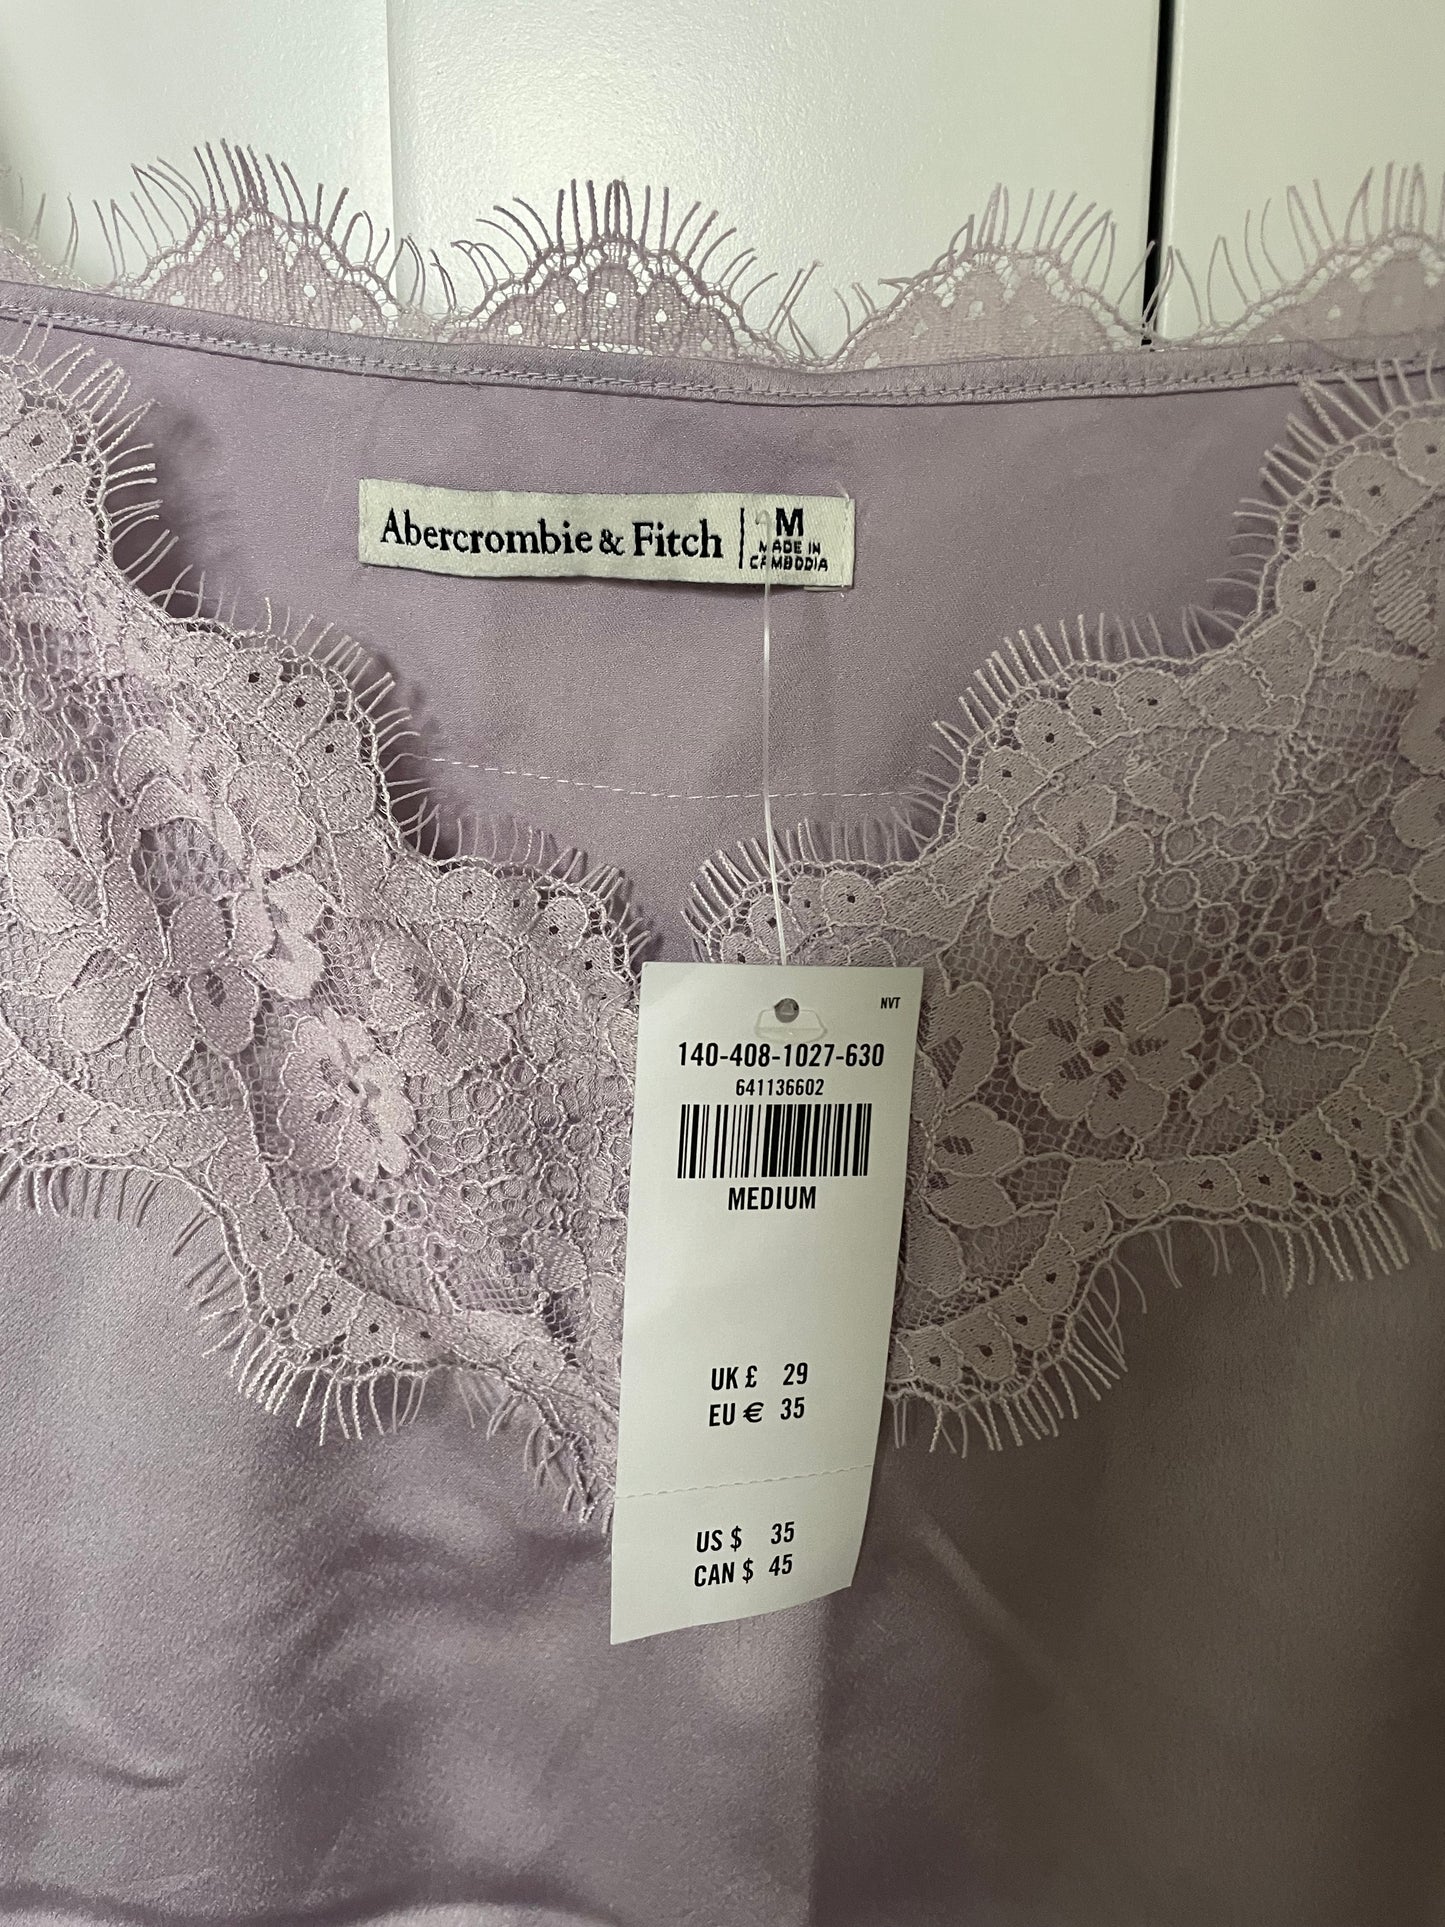 Abercrombie & Fitch | M
MADE IN
CAMBODIA
NVT
140-408-1027-630
641136602
MEDIUM
UK £ 29
EU € 35
US $ 35
CAN $ 45